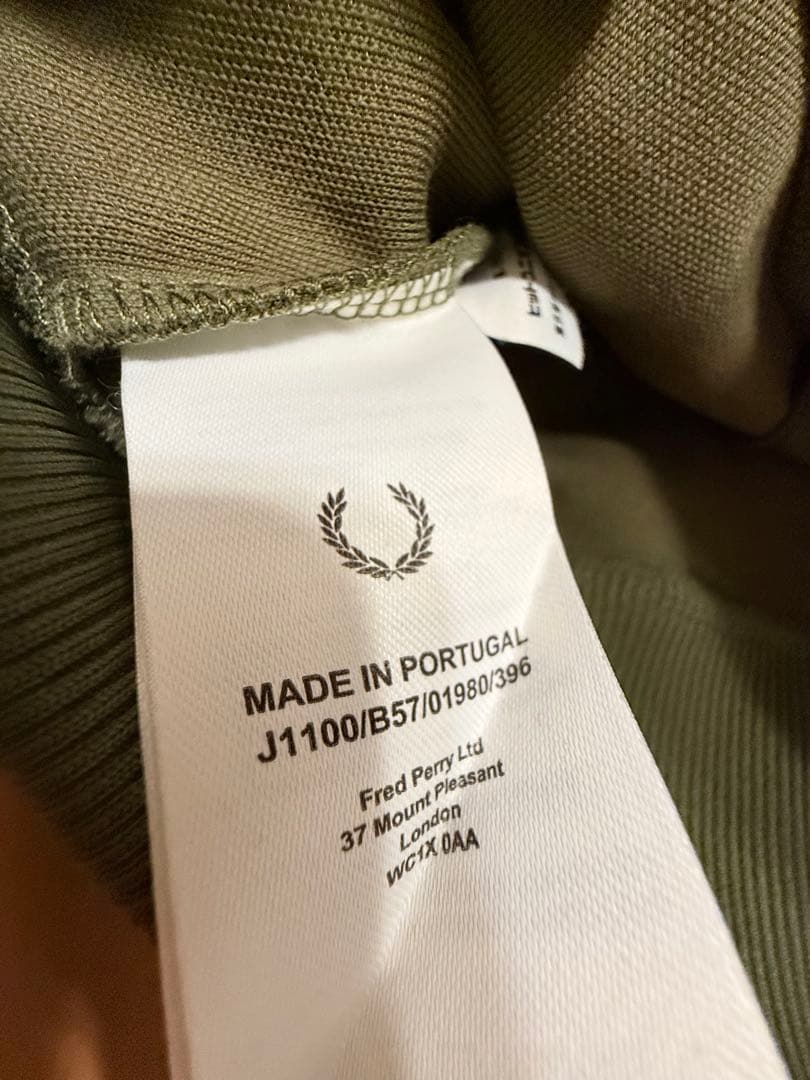 MADE IN PORTUGAL
J1100/B57/01980/396
Fred Perry Ltd
37 Mount Pleasant
London
WC1X 0AA